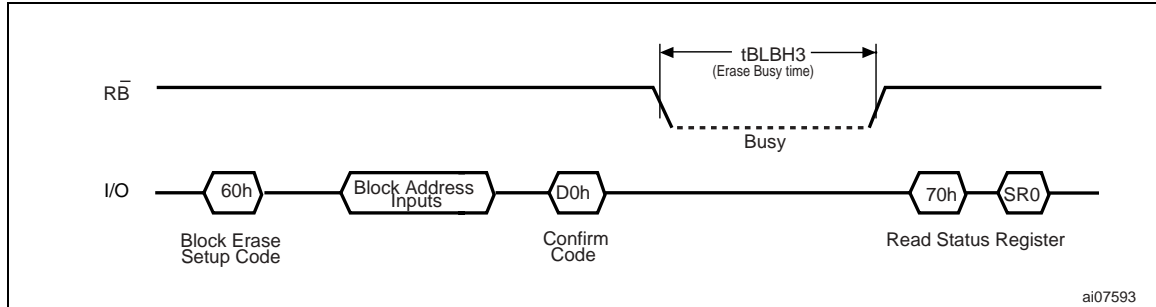 tBLBH3
(Erase Busy time)
RB̅
Busy
I/O
60h
Block Address
Inputs
D0h
70h
SR0
Block Erase
Setup Code
Confirm
Code
Read Status Register
ai07593